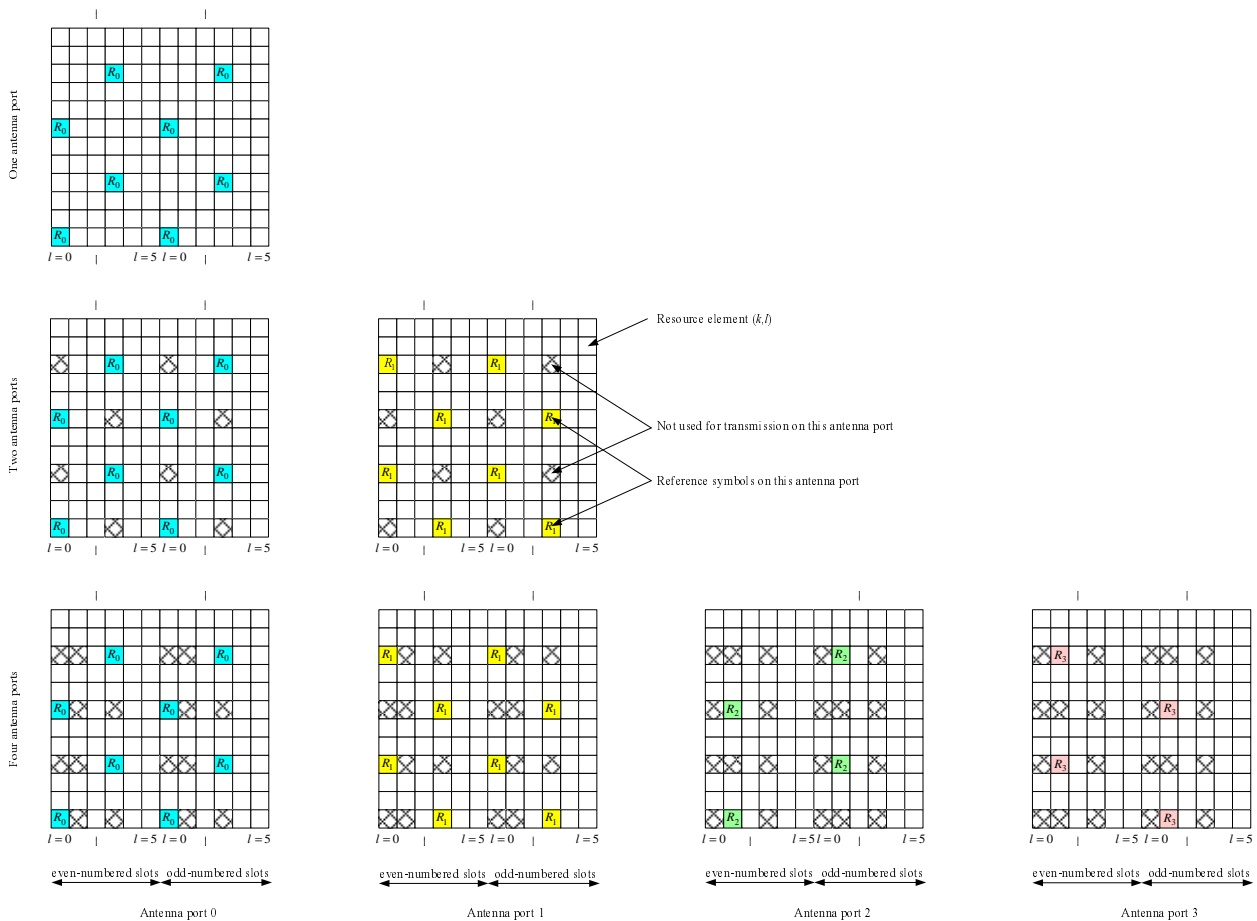 One antenna port
R0 R0
R0 R0
R0 R0
R0 R0
l = 0 l = 5 l = 0 l = 5
Two antenna ports
R0 R0
R0 R0
R0 R0
R0 R0
l = 0 l = 5 l = 0 l = 5
R1 R1
R1 R1
R1 R1
R1 R1
l = 0 l = 5 l = 0 l = 5
Resource element (k,l)
Not used for transmission on this antenna port
Reference symbols on this antenna port
Four antenna ports
R0 R0
R0 R0
R0 R0
R0 R0
l = 0 l = 5 l = 0 l = 5
even-numbered slots odd-numbered slots
Antenna port 0
R1 R1
R1 R1
R1 R1
R1 R1
l = 0 l = 5 l = 0 l = 5
even-numbered slots odd-numbered slots
Antenna port 1
R2
R2
R2
R2
l = 0 l = 5 l = 0 l = 5
even-numbered slots odd-numbered slots
Antenna port 2
R3
R3
R3
R3
l = 0 l = 5 l = 0 l = 5
even-numbered slots odd-numbered slots
Antenna port 3